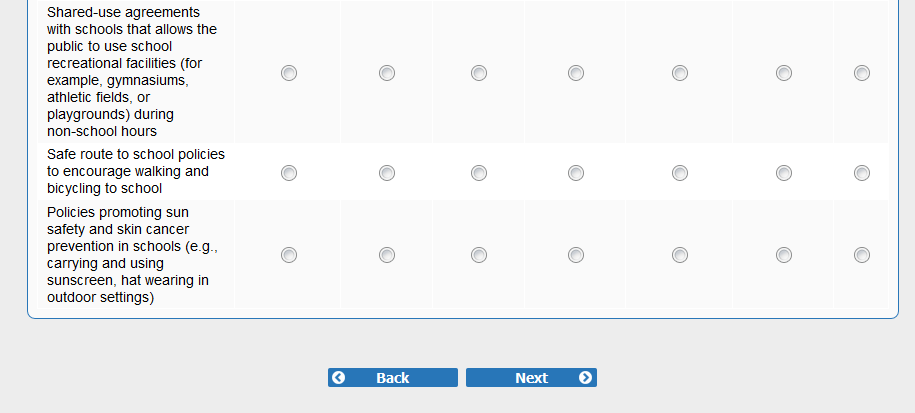 Shared-use agreements
with schools that allows the
public to use school
recreational facilities (for
example, gymnasiums,
athletic fields, or
playgrounds) during
non-school hours
Safe route to school policies
to encourage walking and
bicycling to school
Policies promoting sun
safety and skin cancer
prevention in schools (e.g.,
carrying and using
sunscreen, hat wearing in
outdoor settings)
Back
Next